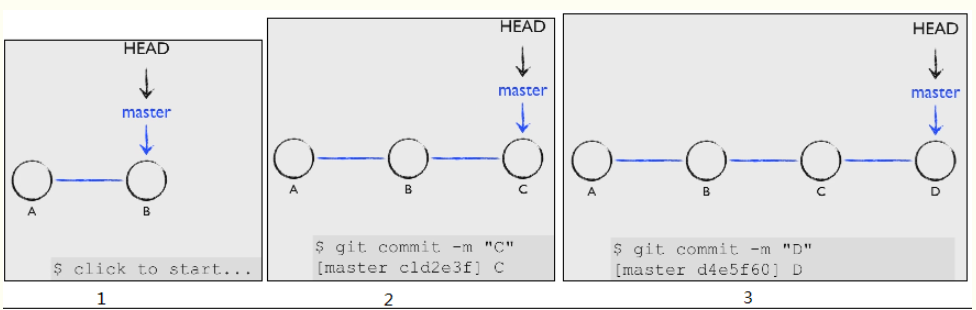 HEAD
master
A B
$ click to start...
1
HEAD
master
A B C
$ git commit -m "C"
[master c1d2e3f] C
2
HEAD
master
A B C D
$ git commit -m "D"
[master d4e5f60] D
3